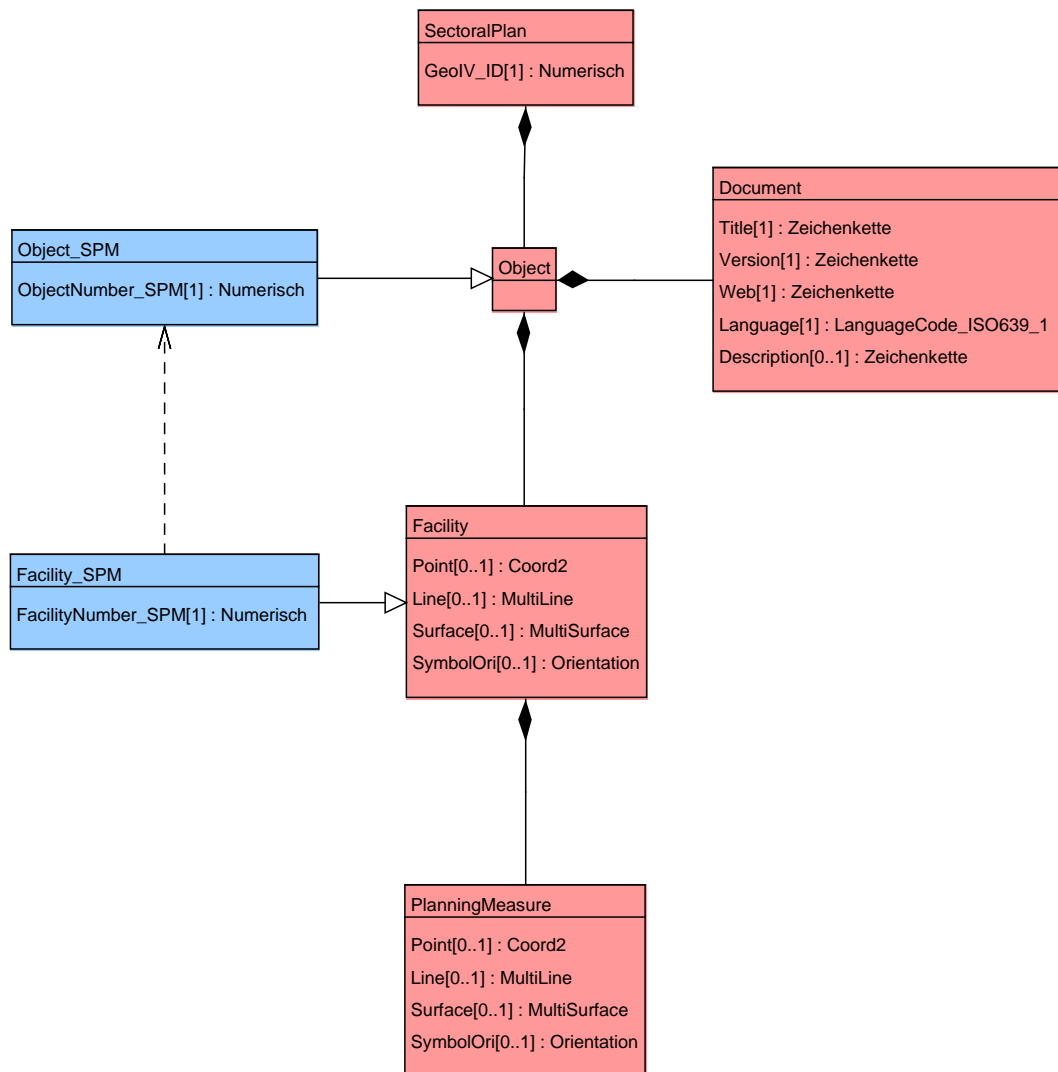 SectoralPlan
GeoIV_ID[1] : Numerisch
Document
Title[1] : Zeichenkette
Version[1] : Zeichenkette
Web[1] : Zeichenkette
Language[1] : LanguageCode_ISO639_1
Description[0..1] : Zeichenkette
Object_SPM
ObjectNumber_SPM[1] : Numerisch
Object
Facility
Point[0..1] : Coord2
Line[0..1] : MultiLine
Surface[0..1] : MultiSurface
SymbolOri[0..1] : Orientation
Facility_SPM
FacilityNumber_SPM[1] : Numerisch
PlanningMeasure
Point[0..1] : Coord2
Line[0..1] : MultiLine
Surface[0..1] : MultiSurface
SymbolOri[0..1] : Orientation